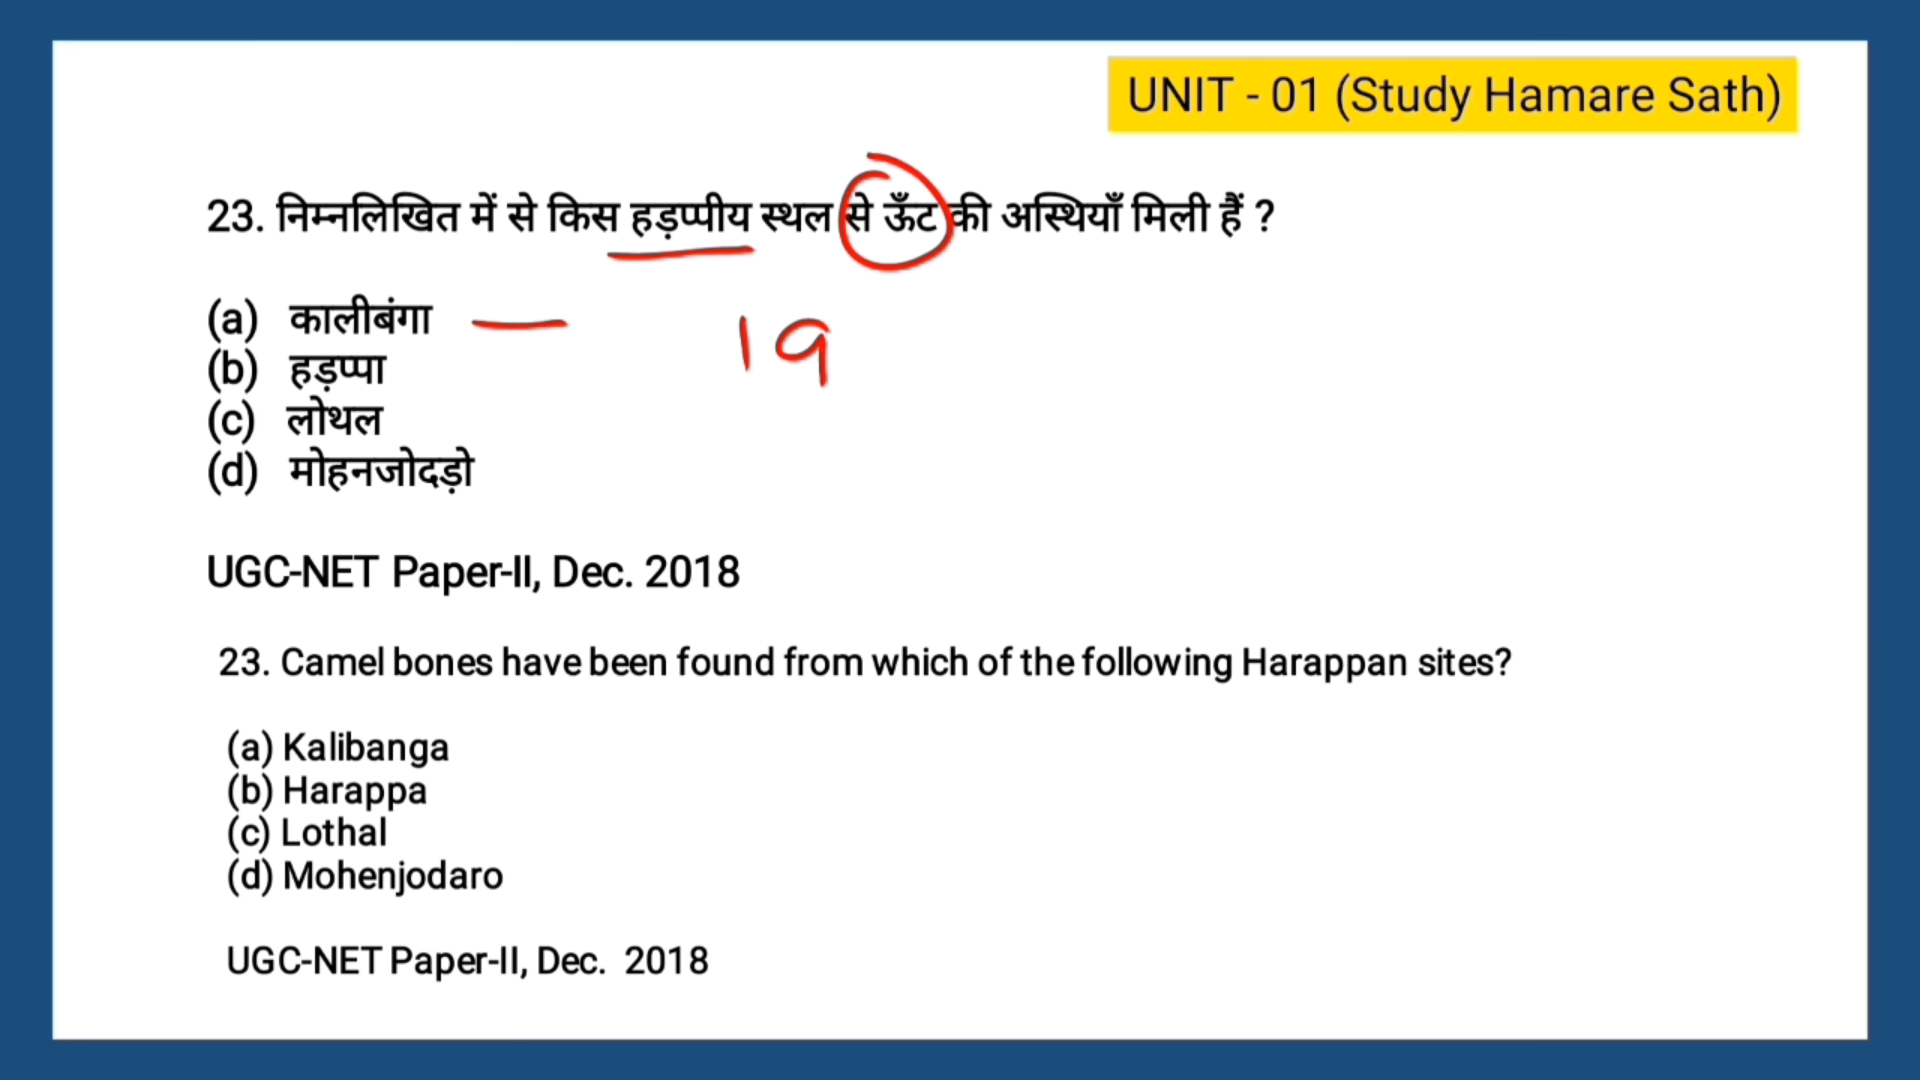 UNIT - 01 (Study Hamare Sath)
23. निम्नलिखित में से किस हड़प्पीय स्थल से ऊँट की अस्थियाँ मिली हैं ?
(a) कालीबंगा
19
(b) हड़प्पा
(c) लोथल
(d) मोहनजोदड़ो
UGC-NET Paper-II, Dec. 2018
23. Camel bones have been found from which of the following Harappan sites?
(a) Kalibanga
(b) Harappa
(c) Lothal
(d) Mohenjodaro
UGC-NET Paper-II, Dec. 2018